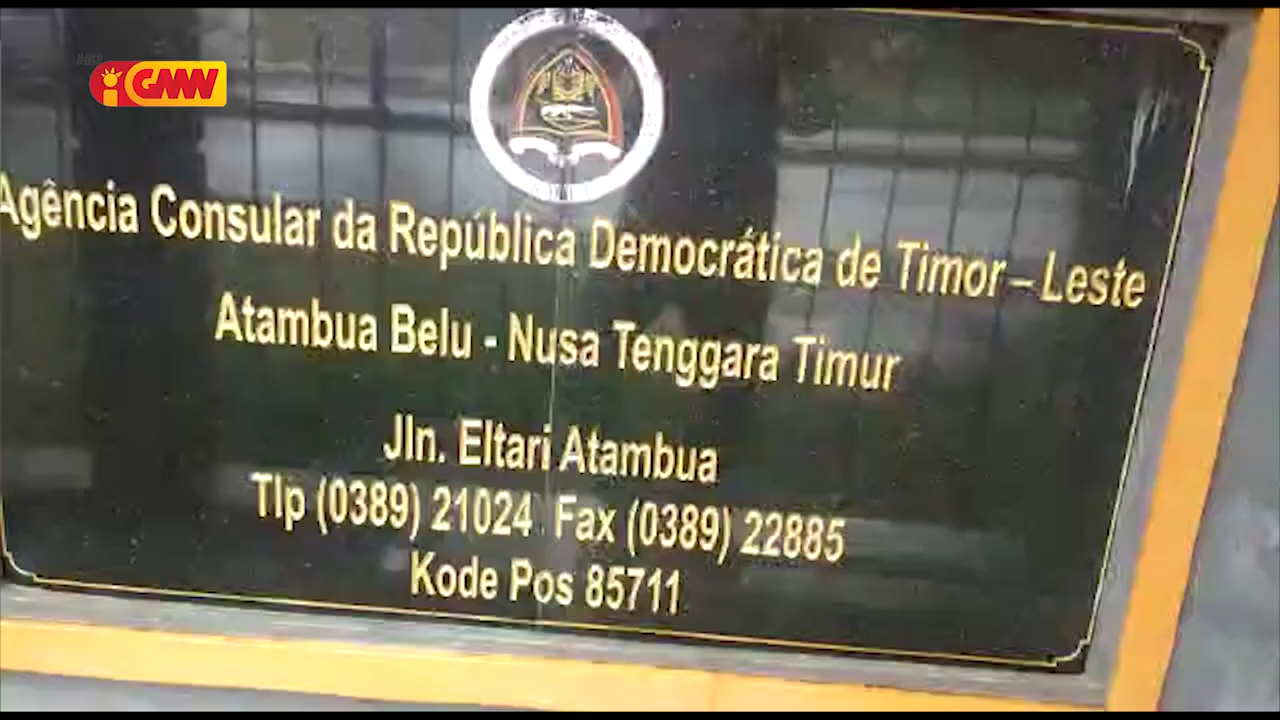 GMW
Agência Consular da República Democrática de Timor – Leste
Atambua Belu - Nusa Tenggara Timur
Jln. Eltari Atambua
Tlp (0389) 21024 Fax (0389) 22885
Kode Pos 85711